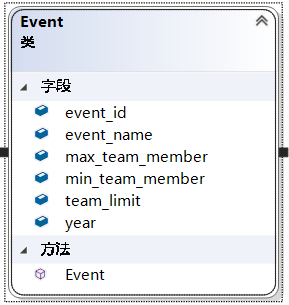 Event
类
字段
event_id
event_name
max_team_member
min_team_member
team_limit
year
方法
Event